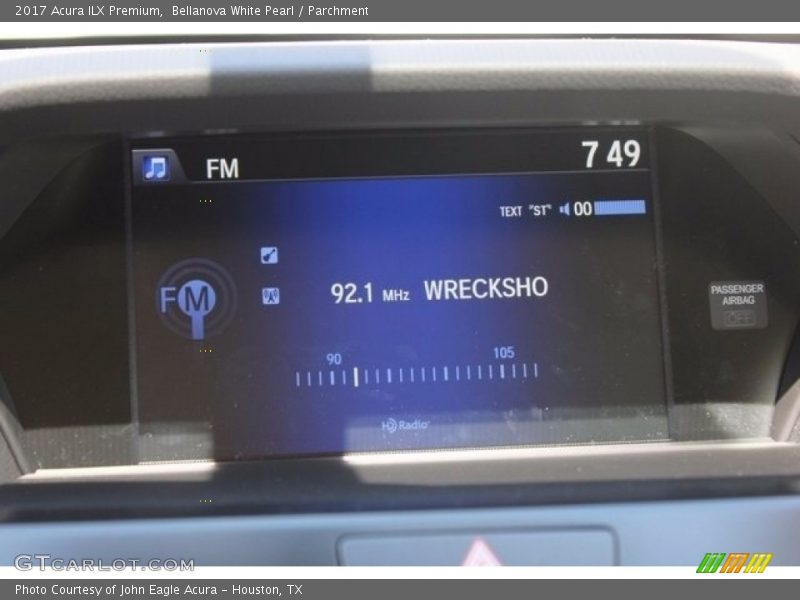 2017 Acura ILX Premium, Bellanova White Pearl / Parchment
FM
7 49
TEXT "ST" 00
FM
92.1 MHz WRECKSHO
90 105
HD Radio
PASSENGER
AIRBAG
OFF
GTCARLOT.COM
Photo Courtesy of John Eagle Acura - Houston, TX